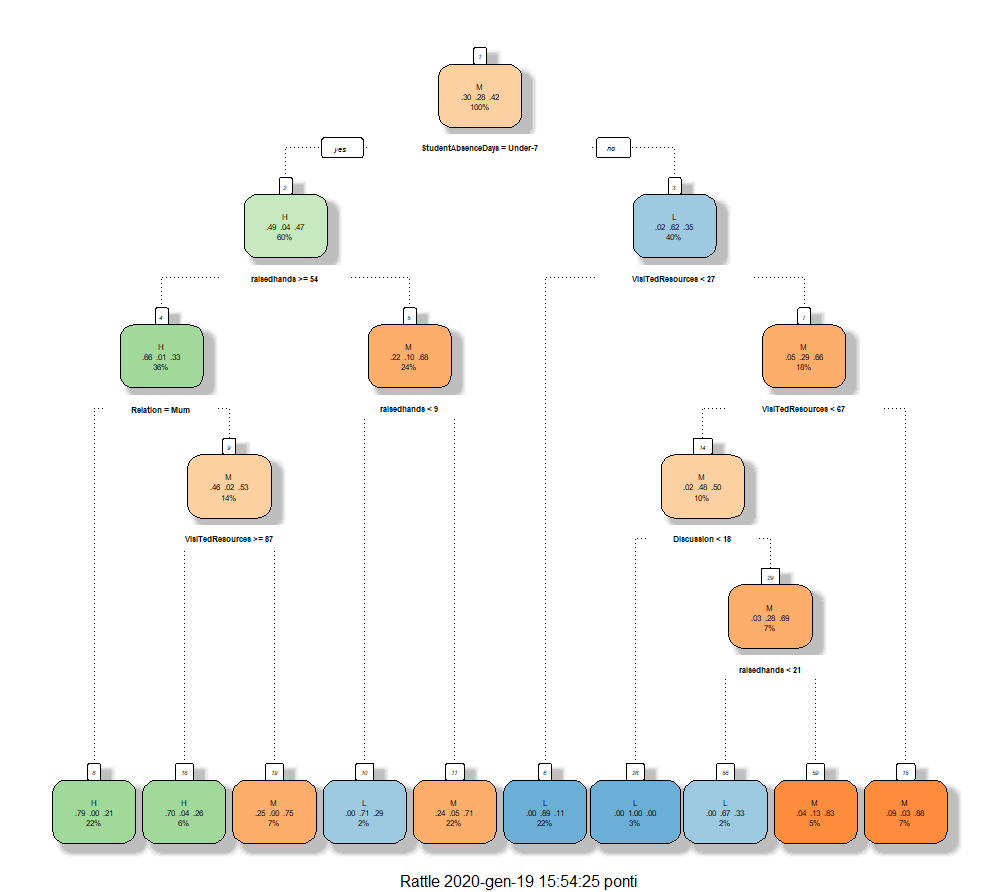 1
M
.30 .28 .42
100%
yes
StudentAbsenceDays = Under-7
no
2
H
.49 .04 .47
60%
3
L
.02 .62 .35
40%
raisedhands >= 54
VisITedResources < 27
4
H
.66 .01 .33
36%
5
M
.22 .10 .68
24%
7
M
.05 .29 .66
18%
Relation = Mum
raisedhands < 9
VisITedResources < 67
9
M
.46 .02 .53
14%
14
M
.02 .48 .50
10%
VisITedResources >= 87
Discussion < 18
29
M
.03 .28 .69
7%
raisedhands < 21
8
H
.79 .00 .21
22%
18
H
.70 .04 .26
6%
19
M
.25 .00 .75
7%
10
L
.00 .71 .29
2%
11
M
.24 .05 .71
22%
6
L
.00 .89 .11
22%
28
L
.00 1.00 .00
3%
58
L
.00 .67 .33
2%
59
M
.04 .13 .83
5%
15
M
.09 .03 .88
7%
Rattle 2020-gen-19 15:54:25 ponti